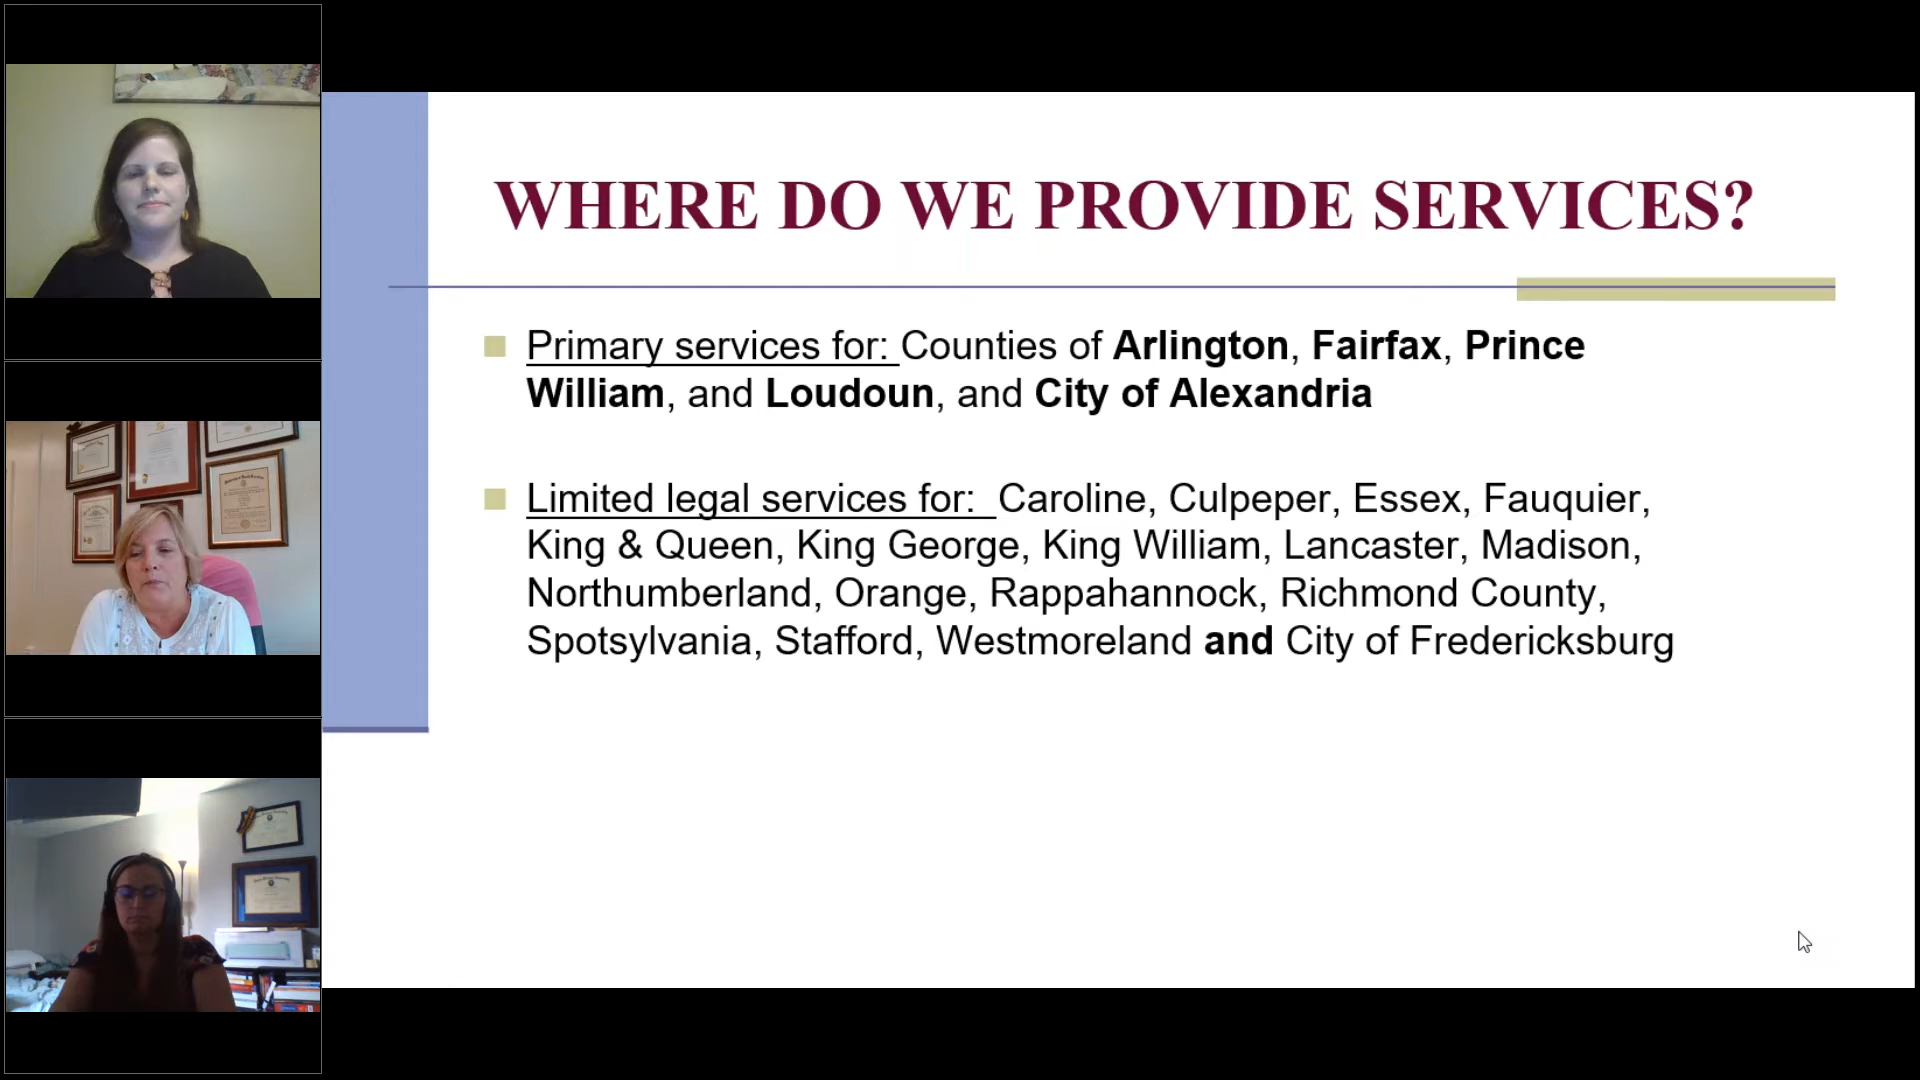 WHERE DO WE PROVIDE SERVICES?
Primary services for: Counties of Arlington, Fairfax, Prince
William, and Loudoun, and City of Alexandria
Limited legal services for: Caroline, Culpeper, Essex, Fauquier,
King & Queen, King George, King William, Lancaster, Madison,
Northumberland, Orange, Rappahannock, Richmond County,
Spotsylvania, Stafford, Westmoreland and City of Fredericksburg